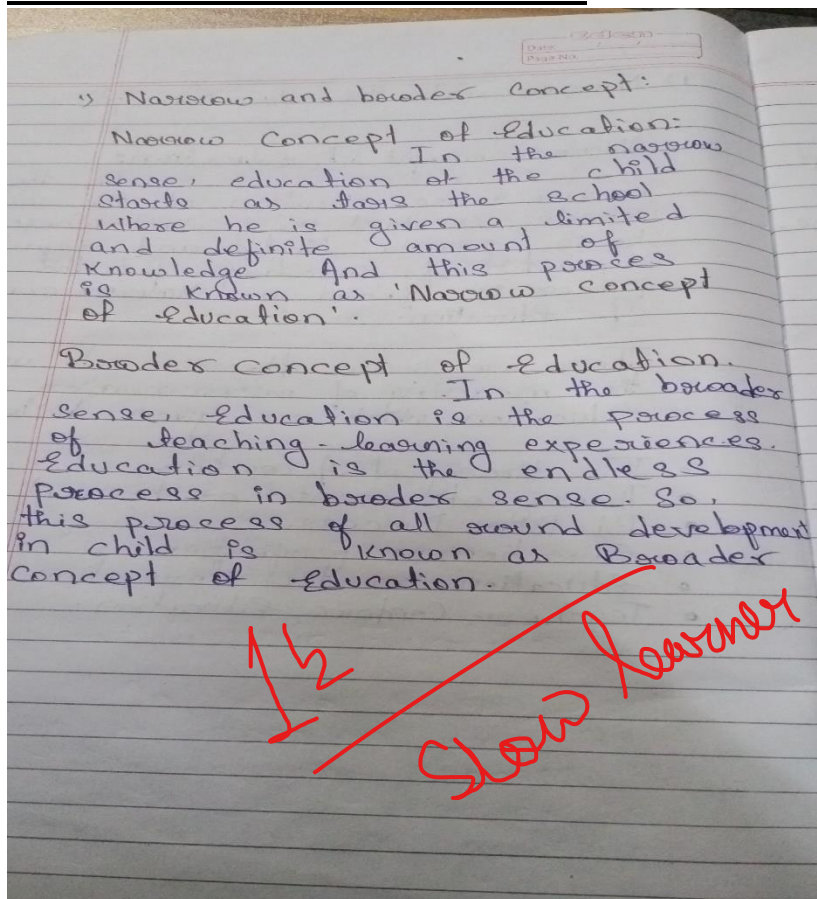 Date
Page No.
1) Narrow and broder Concept:
Narrow Concept of Education:
In the narrow
sense, education of the child
starts as the school
where he is given a limited
and definite amount of
knowledge And this proces
is known as 'Narrow concept
of Education'.
Broder concept of Education.
In the broader
sense, Education is the process
of teaching-learning experiences.
Education is the endless
process in broder sense. So,
this process of all round development
in child is known as Broader
concept of Education.
Slow learner